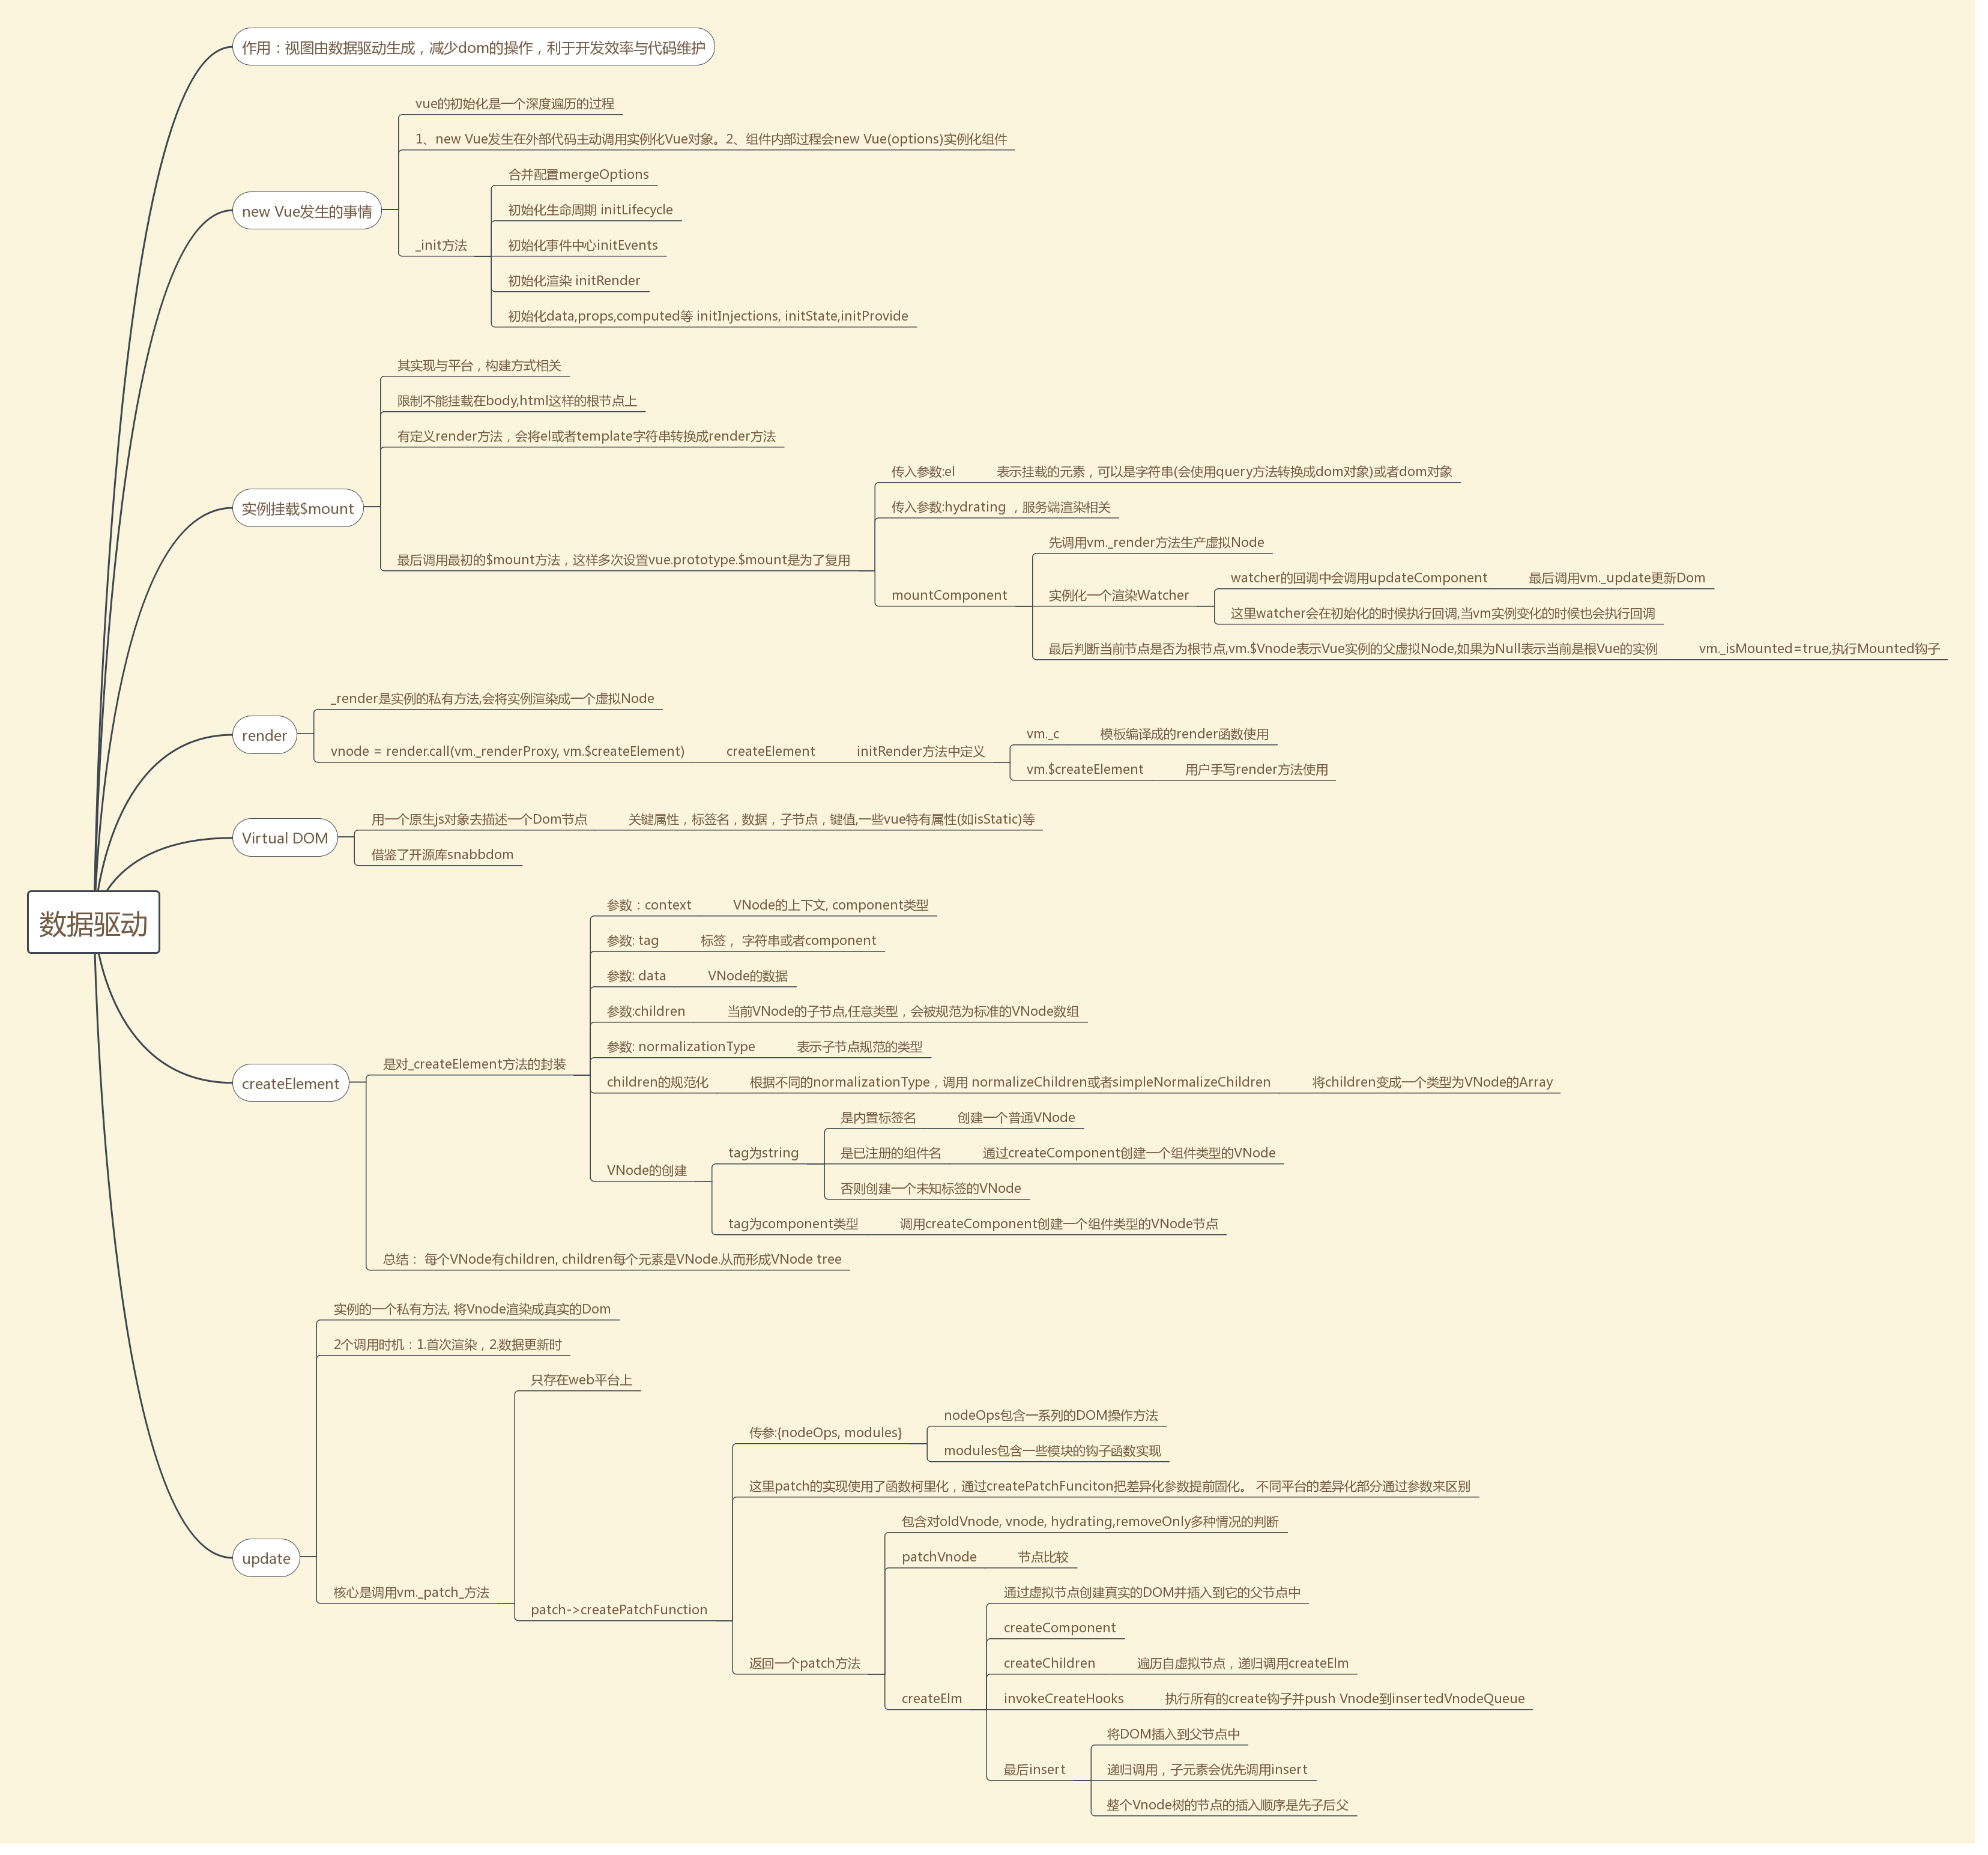 作用：视图由数据驱动生成，减少dom的操作，利于开发效率与代码维护
vue的初始化是一个深度遍历的过程
1、new Vue发生在外部代码主动调用实例化Vue对象。2、组件内部过程会new Vue(options)实例化组件
new Vue发生的事情
_init方法
合并配置mergeOptions
初始化生命周期 initLifecycle
初始化事件中心initEvents
初始化渲染 initRender
初始化data,props,computed等 initInjections, initState,initProvide
实例挂载$mount
其实现与平台，构建方式相关
限制不能挂载在body,html这样的根节点上
有定义render方法，会将el或者template字符串转换成render方法
最后调用最初的$mount方法，这样多次设置vue.prototype.$mount是为了复用
传入参数:el
表示挂载的元素，可以是字符串(会使用query方法转换成dom对象)或者dom对象
传入参数:hydrating ，服务端渲染相关
mountComponent
先调用vm._render方法生产虚拟Node
实例化一个渲染Watcher
watcher的回调中会调用updateComponent
最后调用vm._update更新Dom
这里watcher会在初始化的时候执行回调,当vm实例变化的时候也会执行回调
最后判断当前节点是否为根节点,vm.$Vnode表示Vue实例的父虚拟Node,如果为Null表示当前是根Vue的实例
vm._isMounted=true,执行Mounted钩子
render
_render是实例的私有方法,会将实例渲染成一个虚拟Node
vnode = render.call(vm._renderProxy, vm.$createElement)
createElement
initRender方法中定义
vm._c
模板编译成的render函数使用
vm.$createElement
用户手写render方法使用
Virtual DOM
用一个原生js对象去描述一个Dom节点
关键属性，标签名，数据，子节点，键值,一些vue特有属性(如isStatic)等
借鉴了开源库snabbdom
数据驱动
createElement
是对_createElement方法的封装
参数：context
VNode的上下文, component类型
参数: tag
标签， 字符串或者component
参数: data
VNode的数据
参数:children
当前VNode的子节点,任意类型，会被规范为标准的VNode数组
参数: normalizationType
表示子节点规范的类型
children的规范化
根据不同的normalizationType，调用 normalizeChildren或者simpleNormalizeChildren
将children变成一个类型为VNode的Array
VNode的创建
tag为string
是内置标签名
创建一个普通VNode
是已注册的组件名
通过createComponent创建一个组件类型的VNode
否则创建一个未知标签的VNode
tag为component类型
调用createComponent创建一个组件类型的VNode节点
总结： 每个VNode有children, children每个元素是VNode.从而形成VNode tree
update
实例的一个私有方法, 将Vnode渲染成真实的Dom
2个调用时机：1.首次渲染，2.数据更新时
核心是调用vm._patch_方法
只存在web平台上
patch->createPatchFunction
传参:{nodeOps, modules}
nodeOps包含一系列的DOM操作方法
modules包含一些模块的钩子函数实现
这里patch的实现使用了函数柯里化，通过createPatchFunciton把差异化参数提前固化。 不同平台的差异化部分通过参数来区别
返回一个patch方法
包含对oldVnode, vnode, hydrating,removeOnly多种情况的判断
patchVnode
节点比较
createElm
通过虚拟节点创建真实的DOM并插入到它的父节点中
createComponent
createChildren
遍历自虚拟节点，递归调用createElm
invokeCreateHooks
执行所有的create钩子并push Vnode到insertedVnodeQueue
最后insert
将DOM插入到父节点中
递归调用，子元素会优先调用insert
整个Vnode树的节点的插入顺序是先子后父